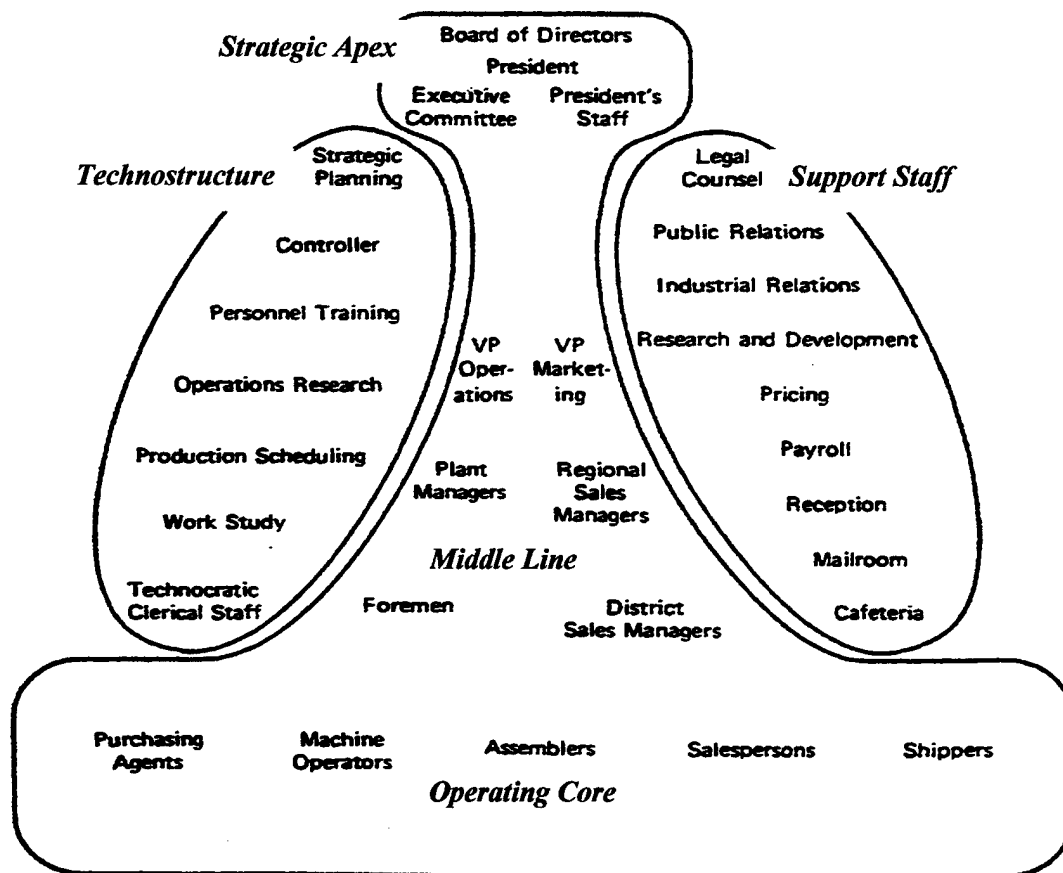 Strategic Apex
Board of Directors
President
Executive
Committee
President's
Staff
Technostructure
Strategic
Planning
Controller
Personnel Training
Operations Research
Production Scheduling
Work Study
Technocratic
Clerical Staff
VP
Oper-
ations
VP
Market-
ing
Plant
Managers
Regional
Sales
Managers
Middle Line
Foremen
District
Sales Managers
Legal
Counsel
Support Staff
Public Relations
Industrial Relations
Research and Development
Pricing
Payroll
Reception
Mailroom
Cafeteria
Purchasing
Agents
Machine
Operators
Assemblers
Salespersons
Shippers
Operating Core